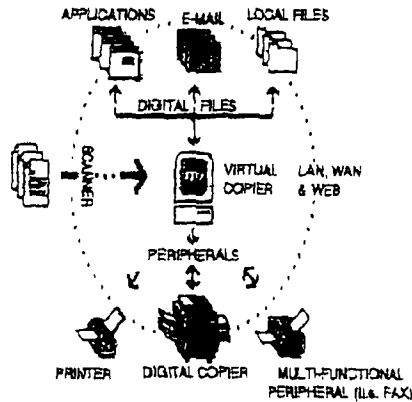 APPLICATIONS
E-MAIL
LOCAL FILES
DIGITAL FILES
SCANNER
VIRTUAL
COPIER
LAN, WAN
& WEB
PERIPHERALS
PRINTER
DIGITAL COPIER
MULTI-FUNCTIONAL
PERIPHERAL (I.e. FAX)